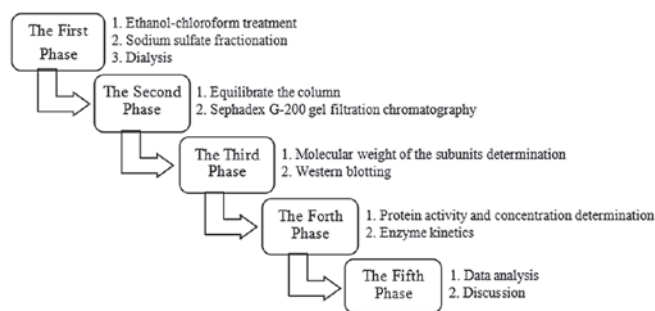 The First
Phase
1. Ethanol-chloroform treatment
2. Sodium sulfate fractionation
3. Dialysis
The Second
Phase
1. Equilibrate the column
2. Sephadex G-200 gel filtration chromatography
The Third
Phase
1. Molecular weight of the subunits determination
2. Western blotting
The Forth
Phase
1. Protein activity and concentration determination
2. Enzyme kinetics
The Fifth
Phase
1. Data analysis
2. Discussion